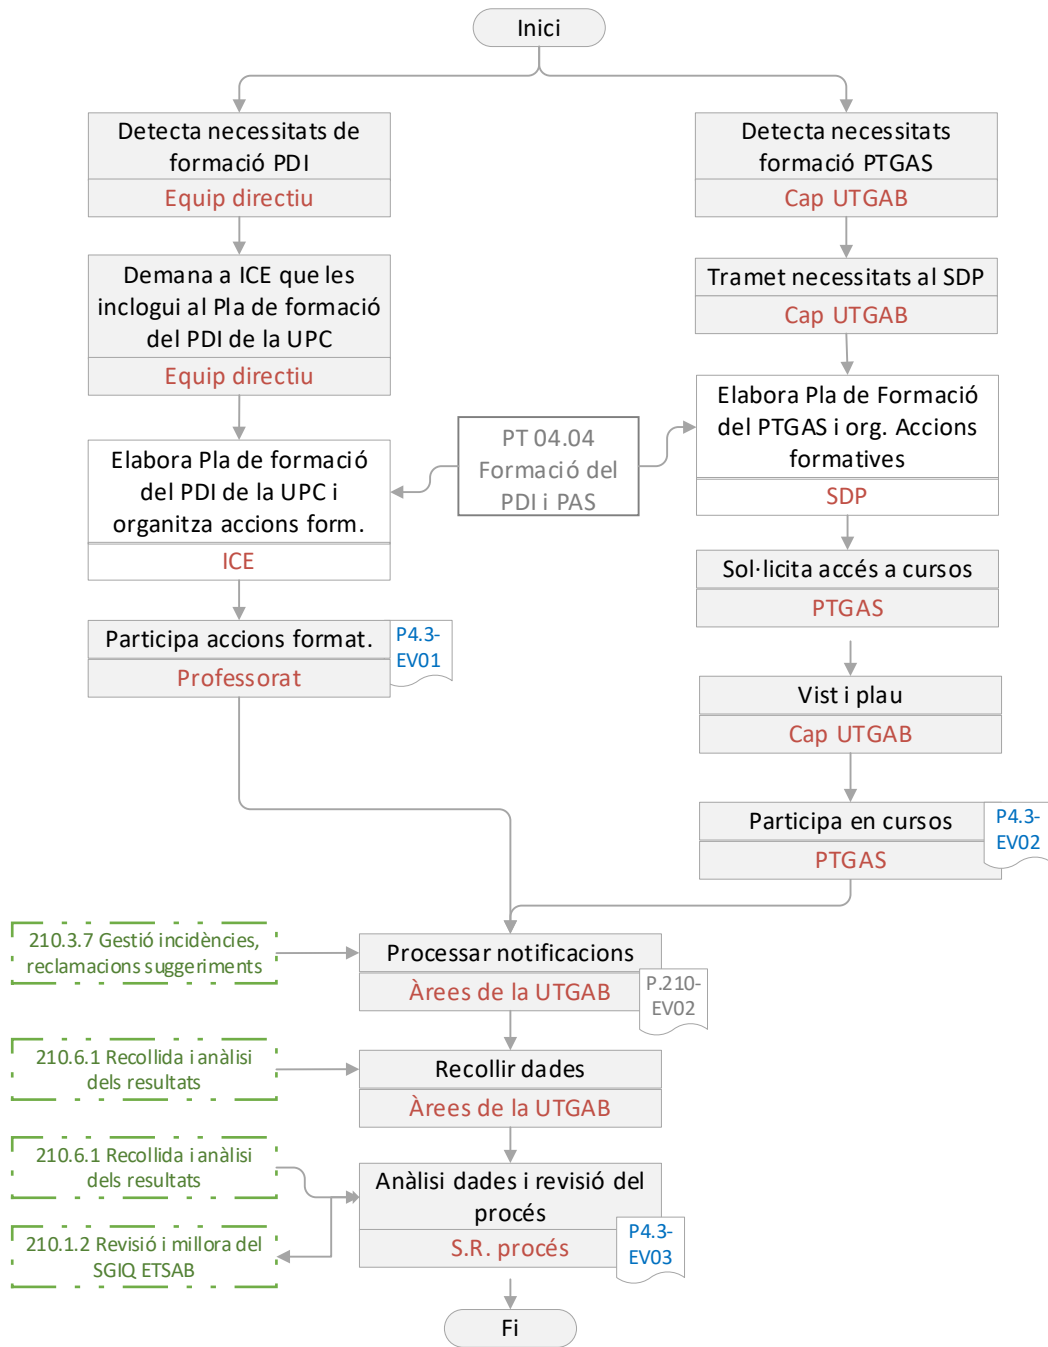 Inici
Detecta necessitats de
formació PDI
Equip directiu
Detecta necessitats
formació PTGAS
Cap UTGAB
Demana a ICE que les
inclogui al Pla de formació
del PDI de la UPC
Equip directiu
Tramet necessitats al SDP
Cap UTGAB
Elabora Pla de formació
del PDI de la UPC i
organitza accions form.
ICE
PT 04.04
Formació del
PDI i PAS
Elabora Pla de Formació
del PTGAS i org. Accions
formatives
SDP
Sol·licita accés a cursos
PTGAS
Participa accions format.
Professorat
P4.3-
EV01
Vist i plau
Cap UTGAB
Participa en cursos
PTGAS
P4.3-
EV02
210.3.7 Gestió incidències,
reclamacions suggeriments
Processar notificacions
Àrees de la UTGAB
P.210-
EV02
210.6.1 Recollida i anàlisi
dels resultats
Recollir dades
Àrees de la UTGAB
210.6.1 Recollida i anàlisi
dels resultats
Anàlisi dades i revisió del
procés
S.R. procés
P4.3-
EV03
210.1.2 Revisió i millora del
SGIQ ETSAB
Fi